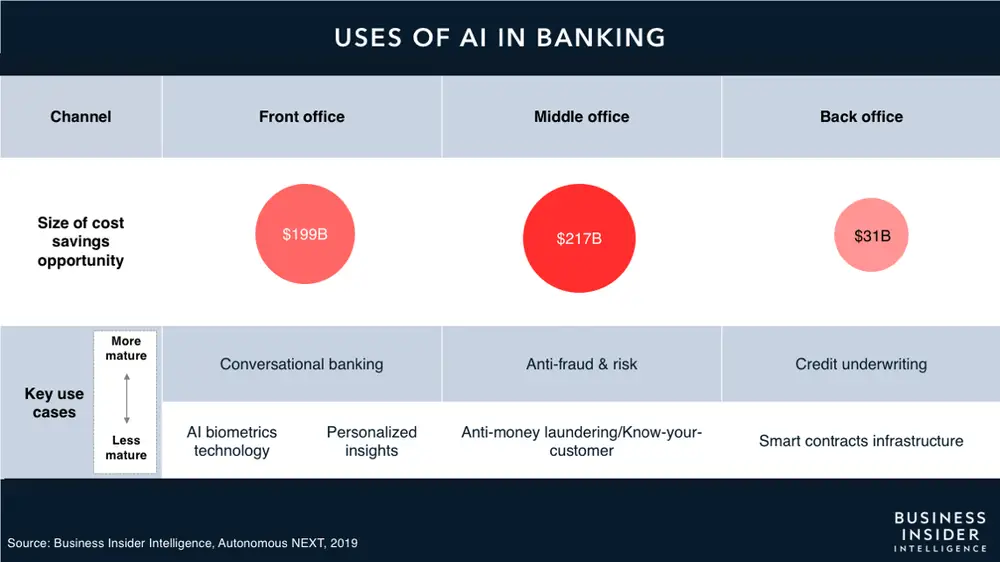 USES OF AI IN BANKING
Channel
Front office
Middle office
Back office
Size of cost
savings
opportunity
$199B
$217B
$31B
Key use
cases
More
mature
Less
mature
Conversational banking
Anti-fraud & risk
Credit underwriting
AI biometrics
technology
Personalized
insights
Anti-money laundering/Know-your-
customer
Smart contracts infrastructure
Source: Business Insider Intelligence, Autonomous NEXT, 2019
BUSINESS
INSIDER
INTELLIGENCE